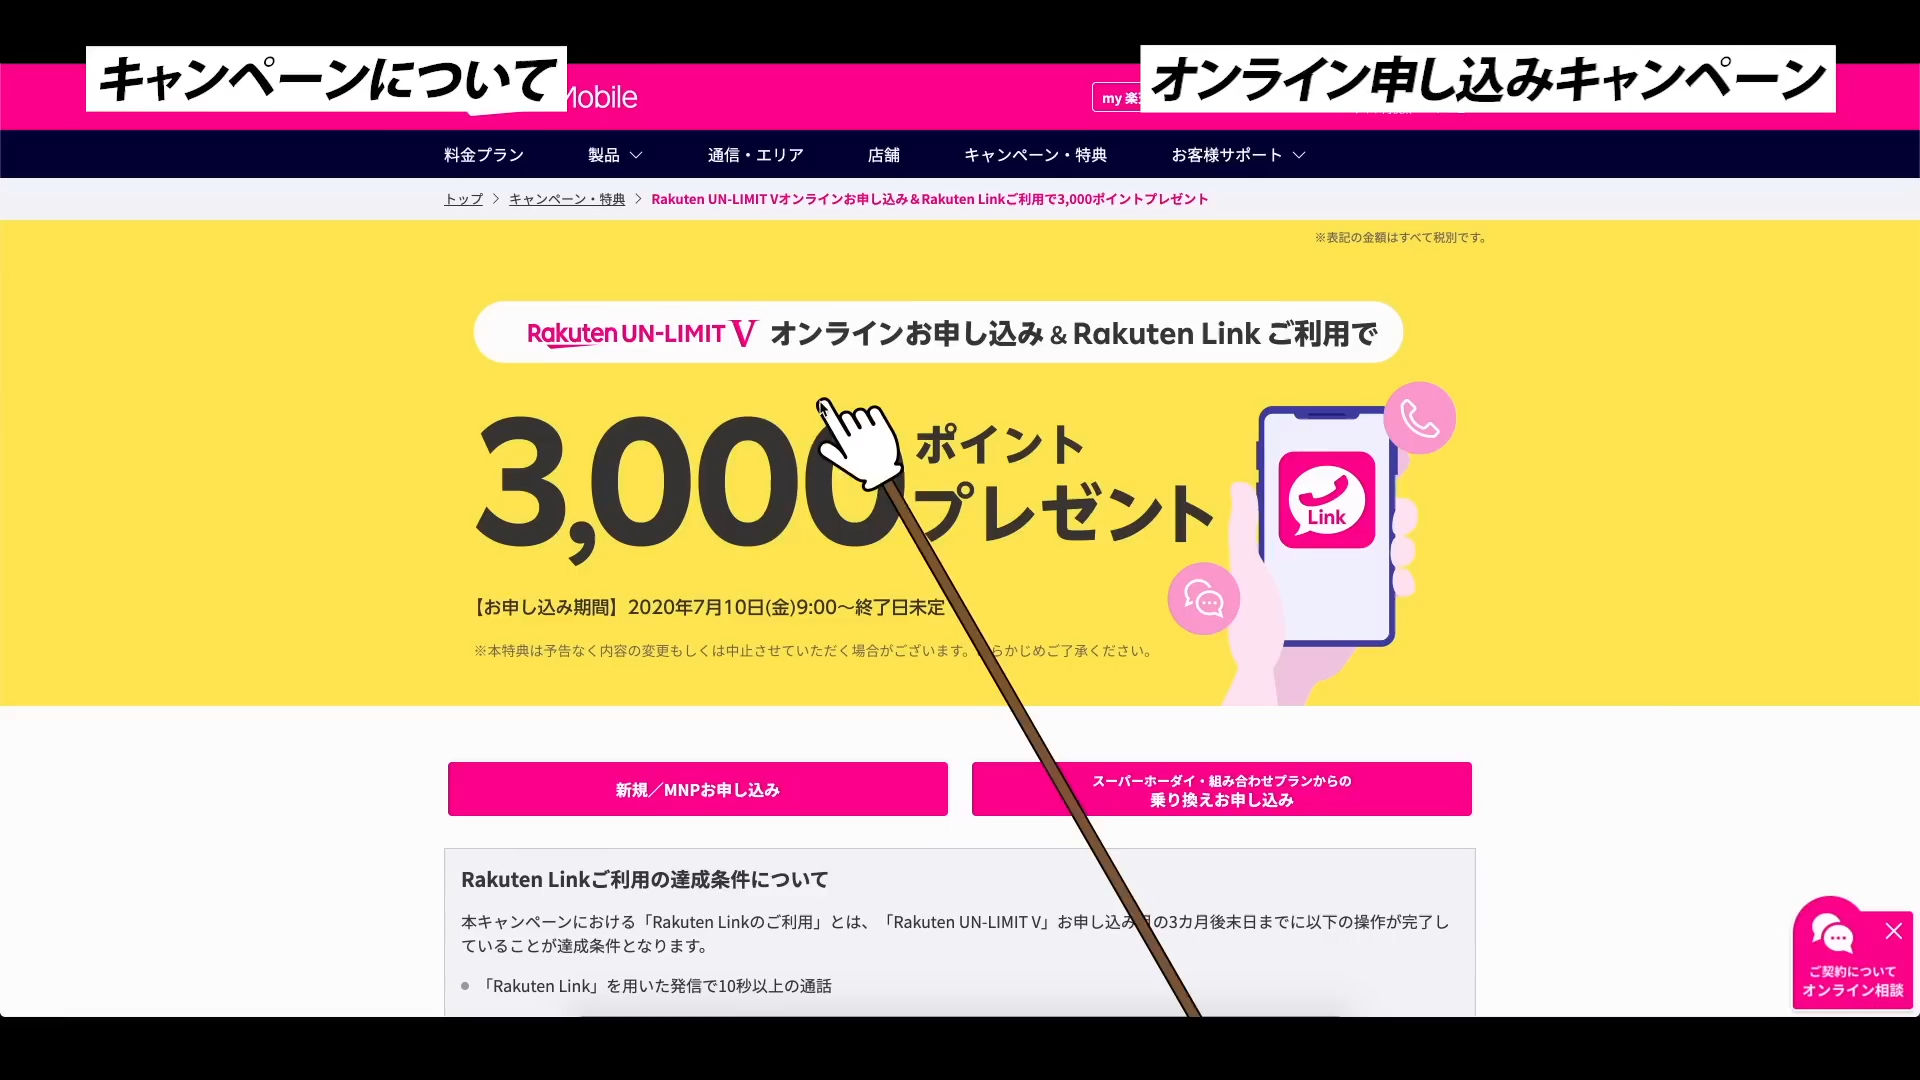 キャンペーンについて
オンライン申し込みキャンペーン
Mobile
my 楽
料金プラン
製品
通信・エリア
店舗
キャンペーン・特典
お客様サポート
トップ
キャンペーン・特典
Rakuten UN-LIMIT Vオンラインお申し込み＆Rakuten Linkご利用で3,000ポイントプレゼント
※表記の金額はすべて税別です。
Rakuten UN-LIMIT V オンラインお申し込み & Rakuten Link ご利用で
3,000
ポイント
プレゼント
Link
【お申し込み期間】2020年7月10日(金)9:00〜終了日未定
※本特典は予告なく内容の変更もしくは中止させていただく場合がございます。 らかじめご了承ください。
新規／MNPお申し込み
スーパーホーダイ・組み合わせプランからの
乗り換えお申し込み
Rakuten Linkご利用の達成条件について
本キャンペーンにおける「Rakuten Linkのご利用」とは、「Rakuten UN-LIMIT V」お申し込み月の3カ月後末日までに以下の操作が完了し
ていることが達成条件となります。
「Rakuten Link」を用いた発信で10秒以上の通話
ご契約について
オンライン相談